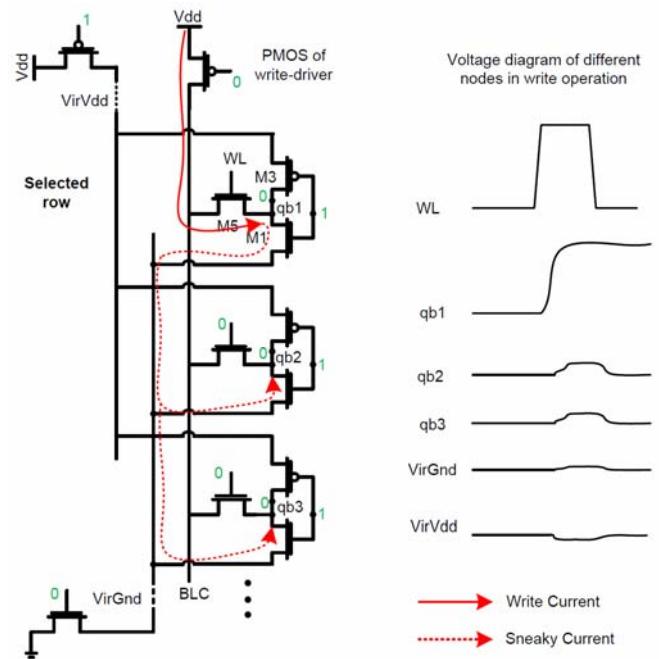 1
Vdd
Vdd
PMOS of
write-driver
0
VirVdd
Selected
row
WL
M3
0
qb1
1
M5
M1
0
0
qb2
1
0
0
qb3
1
0
VirGnd
BLC
Voltage diagram of different
nodes in write operation
WL
qb1
qb2
qb3
VirGnd
VirVdd
Write Current
Sneaky Current